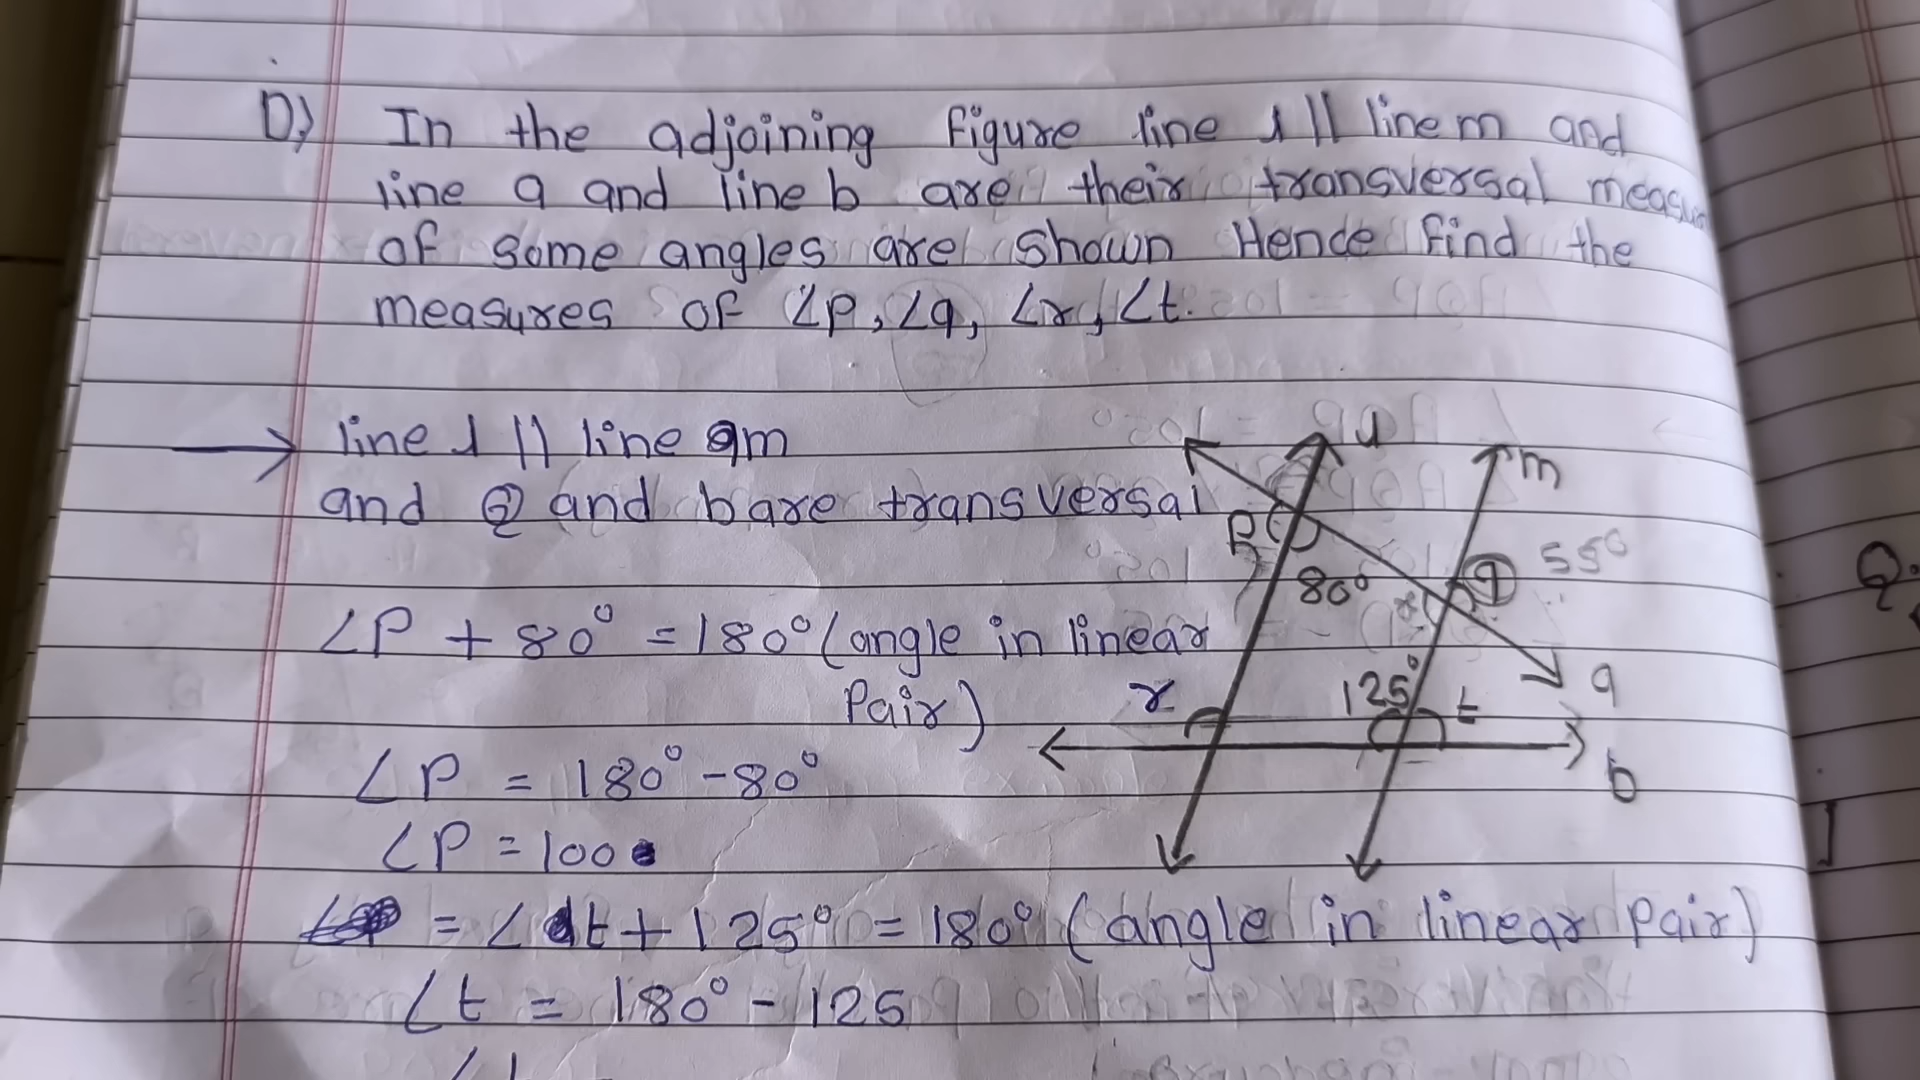 D) In the adjoining figure line l || line m and
line a and line b are their transversal measu
of some angles are shown Hence find the
measures of ∠p, ∠q, ∠r, ∠t.
→ line l || line m
and a and b are transversal
∠P + 80° = 180° (angle in linear
Pair)
∠P = 180° - 80°
∠P = 100
= ∠t + 125° = 180° (angle in linear Pair)
∠t = 180° - 125
l
m
P
80°
q
55°
x
r
125°
t
a
b
Q.